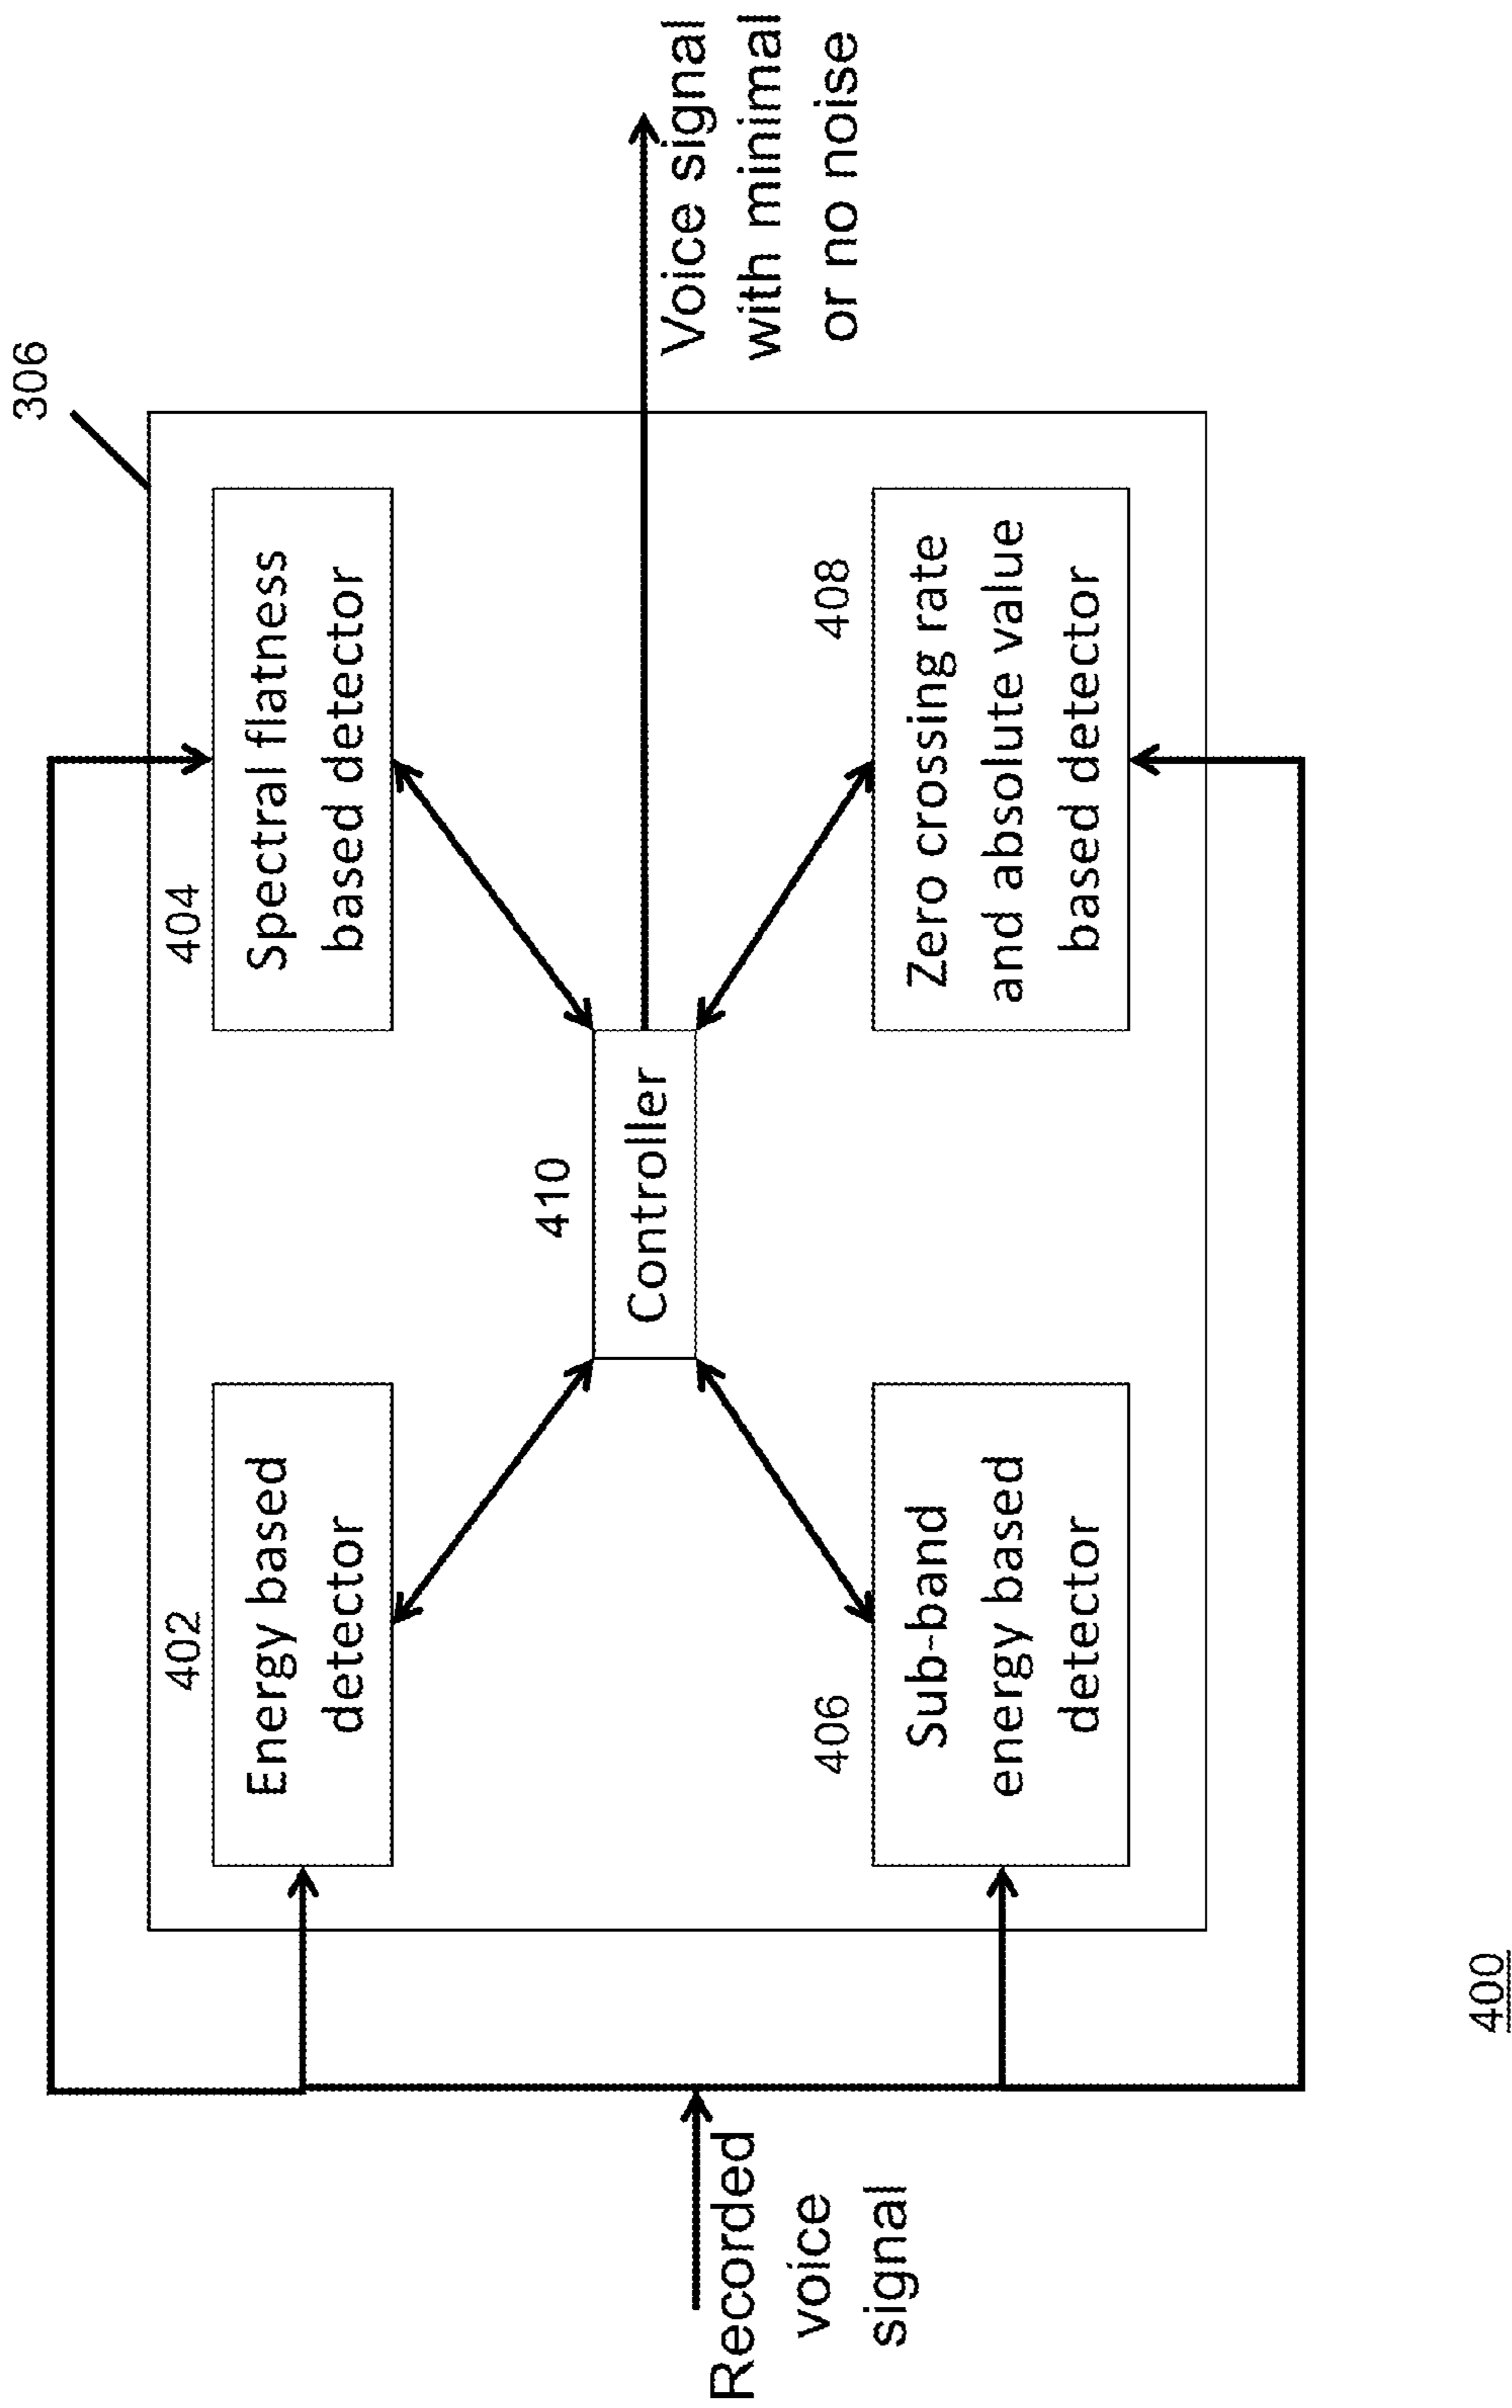 306
402
Energy based
detector
404
Spectral flatness
based detector
410
Controller
Recorded
voice
signal
Voice signal
with minimal
or no noise
406
Sub-band
energy based
detector
408
Zero crossing rate
and absolute value
based detector
400